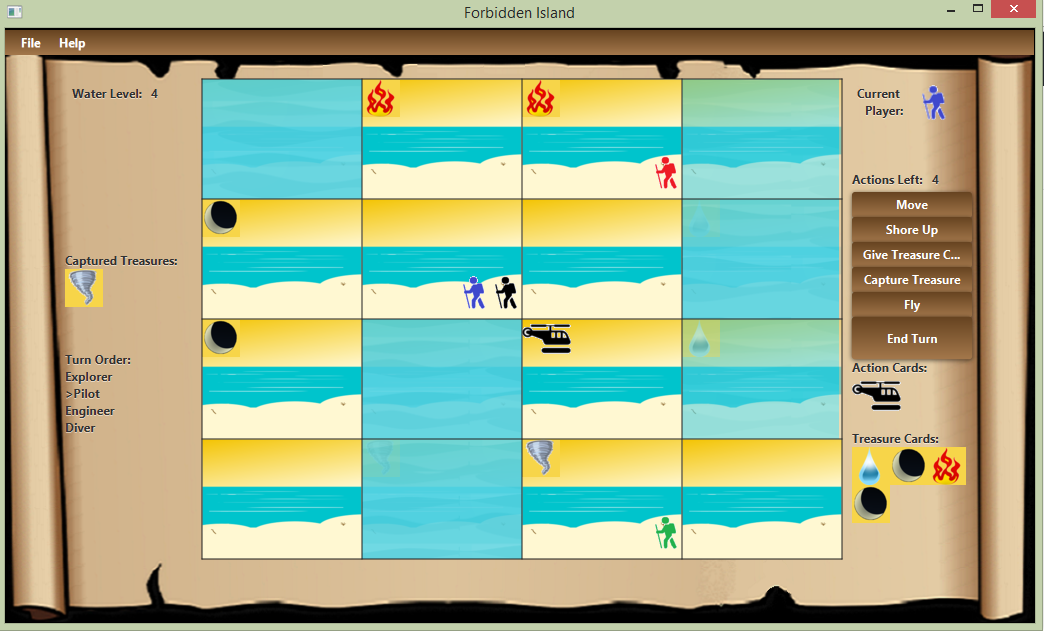 Forbidden Island
File Help
Water Level: 4
Current
Player:
Actions Left: 4
Move
Shore Up
Captured Treasures:
Give Treasure C...
Capture Treasure
Fly
End Turn
Turn Order:
Explorer
>Pilot
Engineer
Diver
Action Cards:
Treasure Cards: